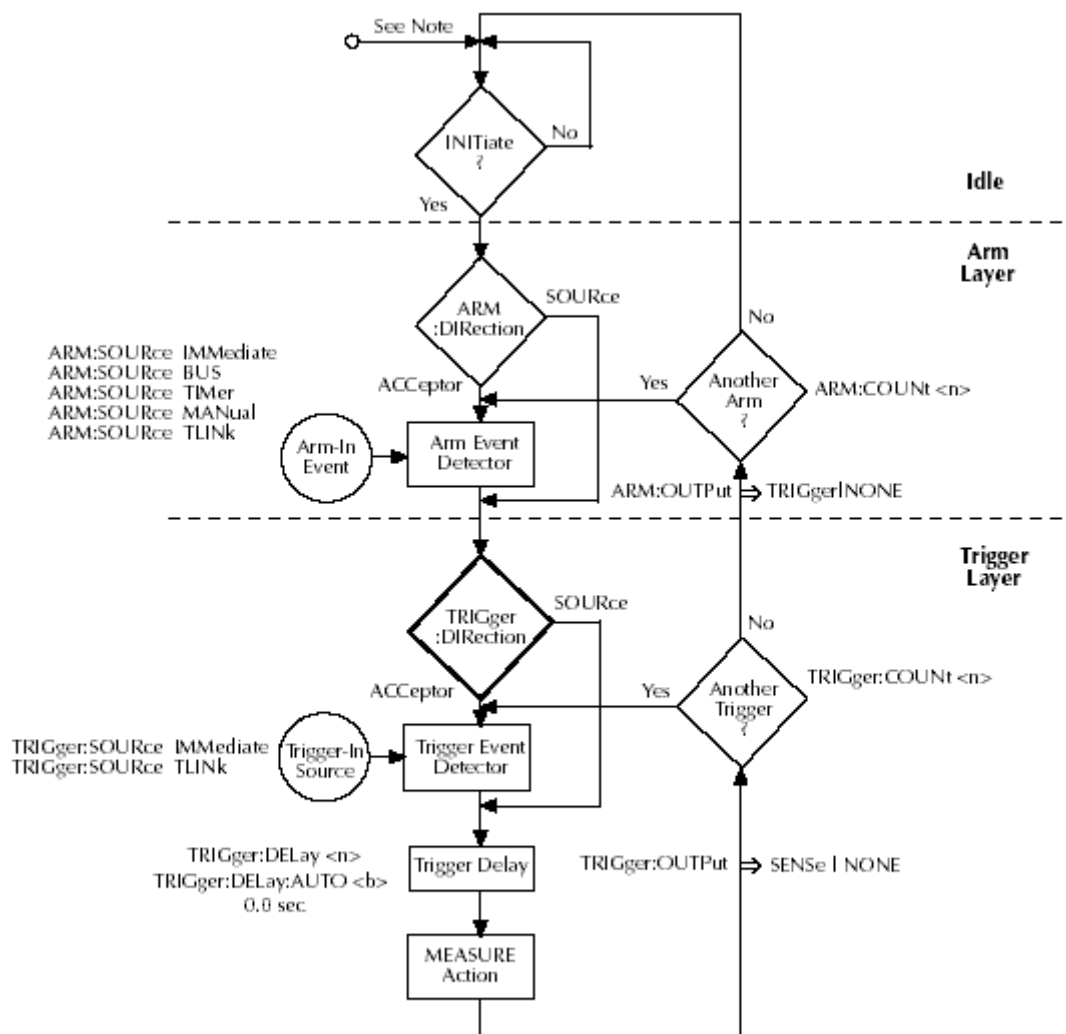 See Note
INITiate
?
No
Yes
Idle
Arm
Layer
ARM
:DIRection
SOURce
ACCeptor
ARM:SOURce IMMediate
ARM:SOURce BUS
ARM:SOURce TIMer
ARM:SOURce MANual
ARM:SOURce TLINk
Arm-In
Event
Arm Event
Detector
No
Yes
Another
Arm
?
ARM:COUNt <n>
ARM:OUTPut
TRIGger|NONE
Trigger
Layer
TRIGger
:DIRection
SOURce
ACCeptor
No
Yes
Another
Trigger
?
TRIGger:COUNt <n>
TRIGger:SOURce IMMediate
TRIGger:SOURce TLINk
Trigger-In
Source
Trigger Event
Detector
TRIGger:DELay <n>
TRIGger:DELay:AUTO <b>
0.0 sec
Trigger Delay
TRIGger:OUTPut
SENSe | NONE
MEASURE
Action